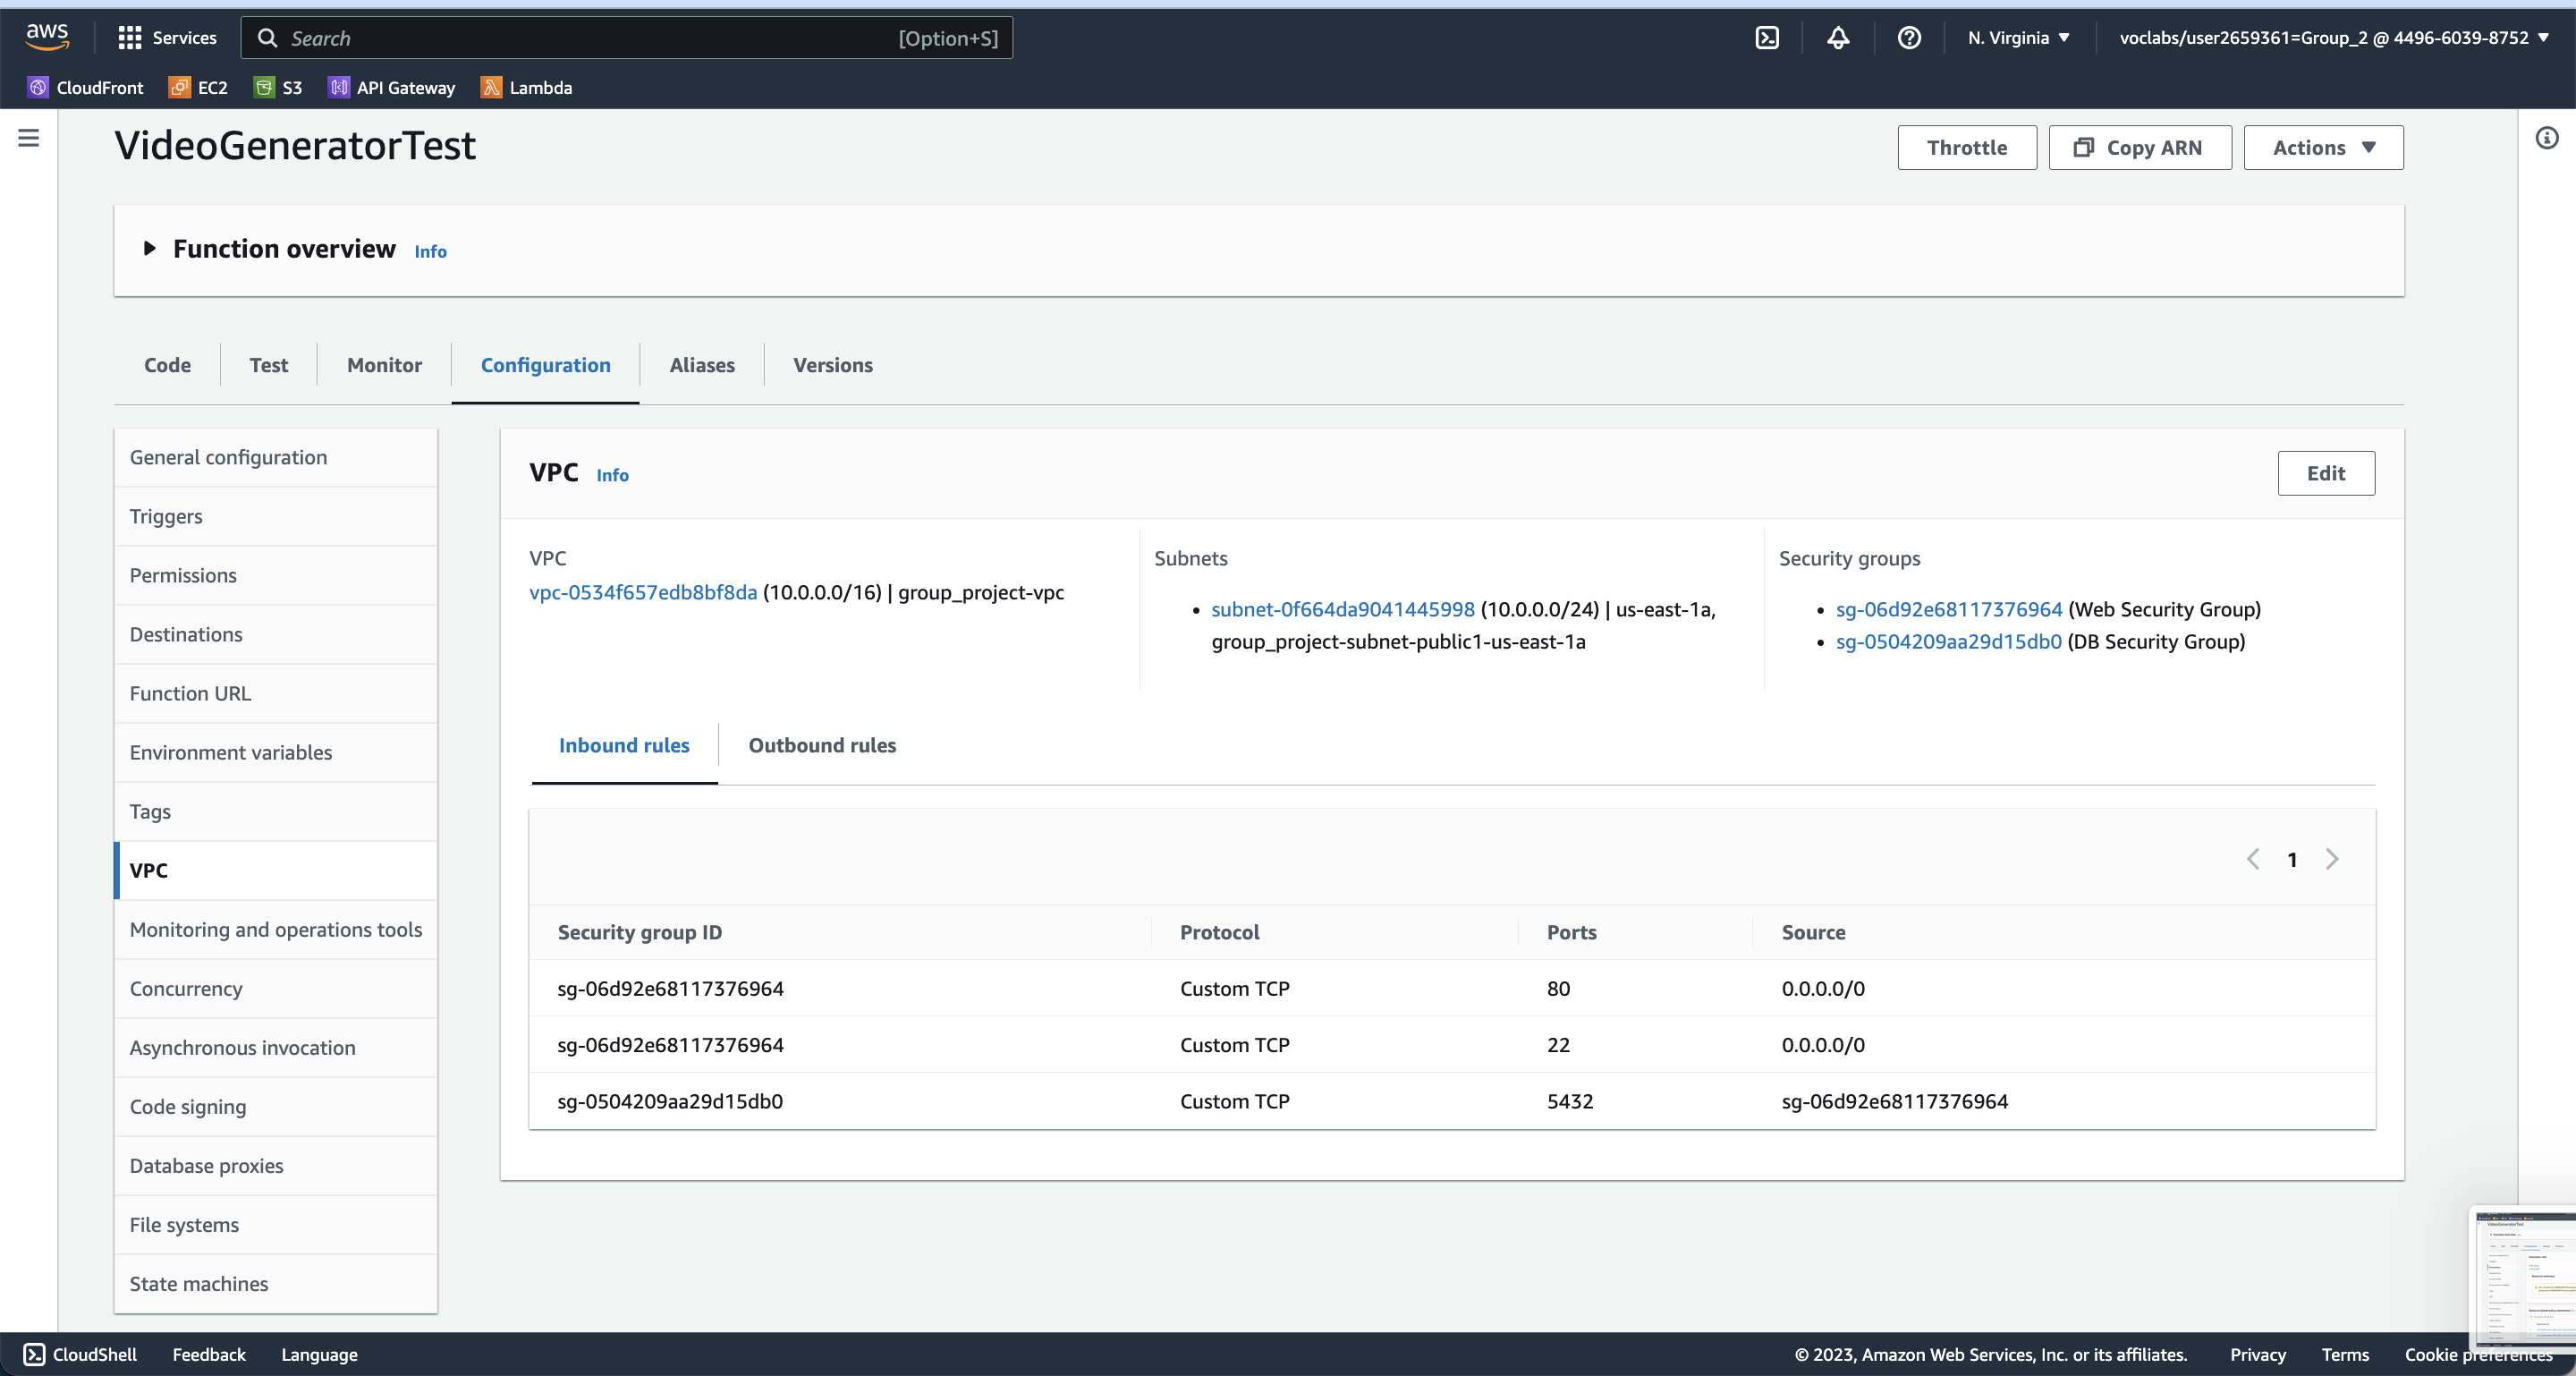 aws
Services
Search
[Option+S]
N. Virginia
voclabs/user2659361=Group_2 @ 4496-6039-8752
CloudFront
EC2
S3
API Gateway
Lambda
VideoGeneratorTest
Throttle
Copy ARN
Actions
Function overview Info
Code
Test
Monitor
Configuration
Aliases
Versions
General configuration
Triggers
Permissions
Destinations
Function URL
Environment variables
Tags
VPC
Monitoring and operations tools
Concurrency
Asynchronous invocation
Code signing
Database proxies
File systems
State machines
VPC Info
Edit
VPC
vpc-0534f657edb8bf8da (10.0.0.0/16) | group_project-vpc
Subnets
• subnet-0f664da9041445998 (10.0.0.0/24) | us-east-1a,
group_project-subnet-public1-us-east-1a
Security groups
• sg-06d92e68117376964 (Web Security Group)
• sg-0504209aa29d15db0 (DB Security Group)
Inbound rules
Outbound rules
1
Security group ID Protocol Ports Source
sg-06d92e68117376964 Custom TCP 80 0.0.0.0/0
sg-06d92e68117376964 Custom TCP 22 0.0.0.0/0
sg-0504209aa29d15db0 Custom TCP 5432 sg-06d92e68117376964
CloudShell
Feedback
Language
© 2023, Amazon Web Services, Inc. or its affiliates.
Privacy
Terms
Cookie preferences